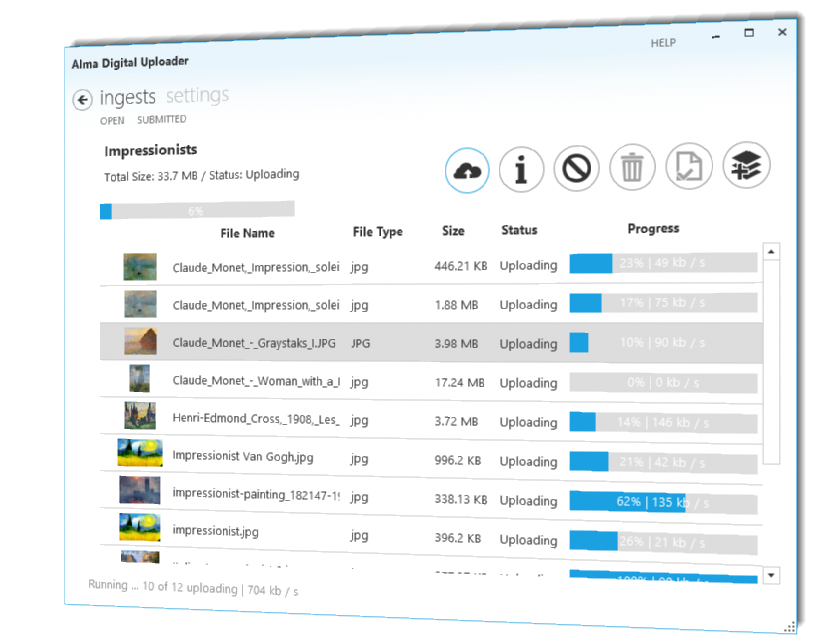 HELP
Alma Digital Uploader
ingests settings
OPEN SUBMITTED
Impressionists
Total Size: 33.7 MB / Status: Uploading
6%
File Name File Type Size Status Progress
Claude_Monet,_Impression,_solei jpg 446.21 KB Uploading 23% | 49 kb / s
Claude_Monet,_Impression,_solei jpg 1.88 MB Uploading 17% | 75 kb / s
Claude_Monet_-_Graystaks_I.JPG JPG 3.98 MB Uploading 10% | 90 kb / s
Claude_Monet_-_Woman_with_a_ jpg 17.24 MB Uploading 0% | 0 kb / s
Henri-Edmond_Cross,_1908,_Les_ jpg 3.72 MB Uploading 14% | 146 kb / s
Impressionist Van Gogh.jpg jpg 996.2 KB Uploading 21% | 42 kb / s
impressionist-painting_182147-1 jpg 338.13 KB Uploading 62% | 135 kb / s
impressionist.jpg jpg 396.2 KB Uploading 26% | 21 kb / s
Running ... 10 of 12 uploading | 704 kb / s